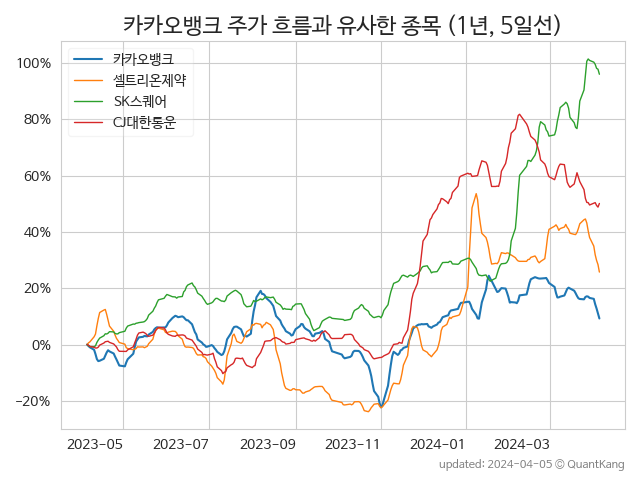 카카오뱅크 주가 흐름과 유사한 종목 (1년, 5일선)
카카오뱅크
셀트리온제약
SK스퀘어
CJ대한통운
100%
80%
60%
40%
20%
0%
−20%
2023-05 2023-07 2023-09 2023-11 2024-01 2024-03
updated: 2024-04-05 © QuantKang